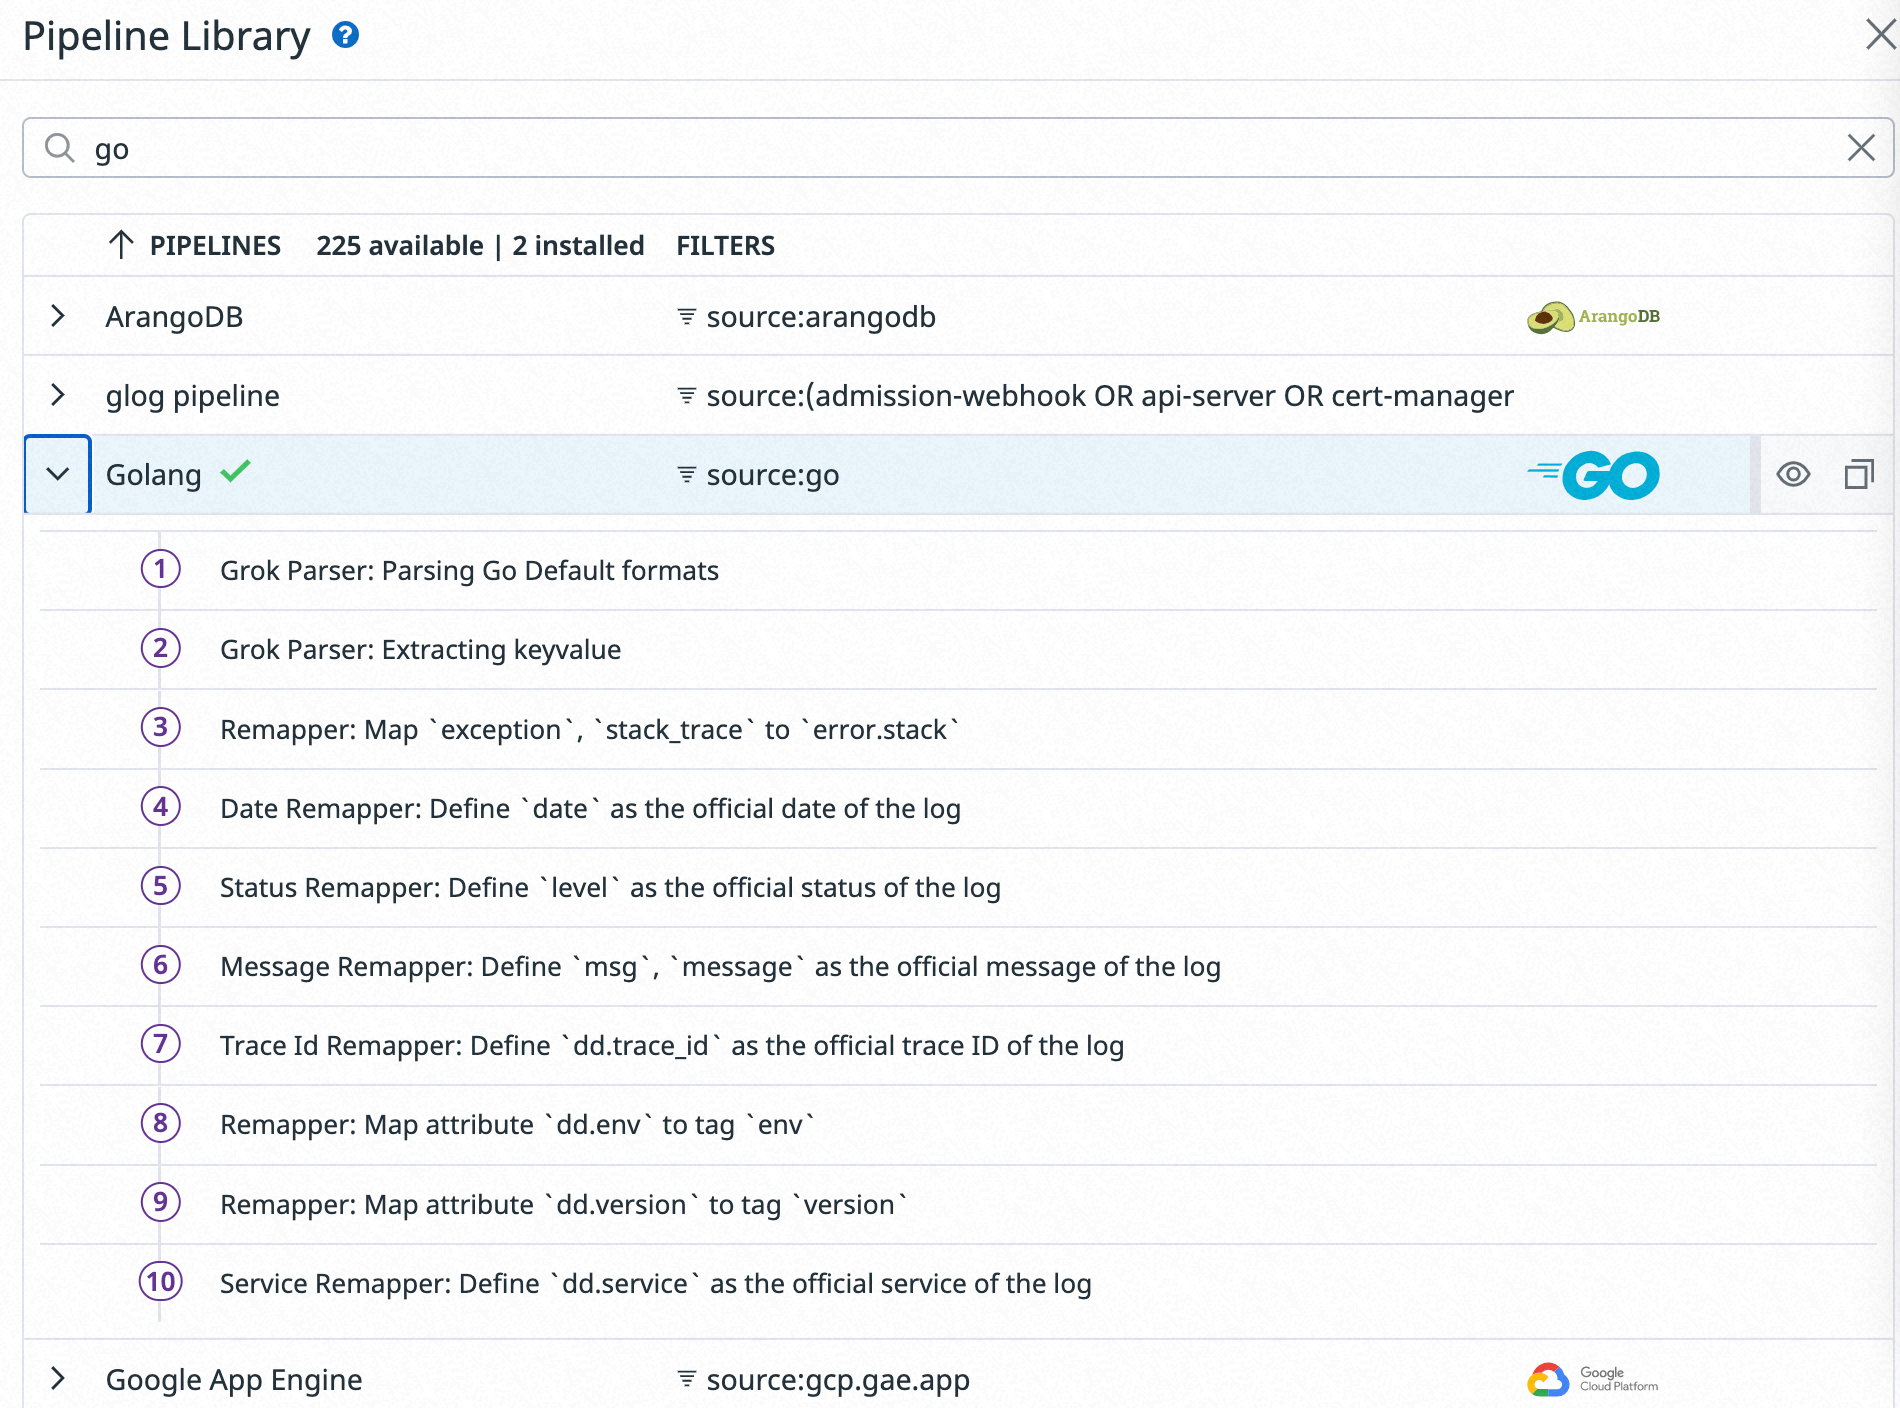 Pipeline Library ?
go
PIPELINES 225 available | 2 installed FILTERS
ArangoDB source:arangodb ArangoDB
glog pipeline source:(admission-webhook OR api-server OR cert-manager
Golang source:go GO
1 Grok Parser: Parsing Go Default formats
2 Grok Parser: Extracting keyvalue
3 Remapper: Map `exception`, `stack_trace` to `error.stack`
4 Date Remapper: Define `date` as the official date of the log
5 Status Remapper: Define `level` as the official status of the log
6 Message Remapper: Define `msg`, `message` as the official message of the log
7 Trace Id Remapper: Define `dd.trace_id` as the official trace ID of the log
8 Remapper: Map attribute `dd.env` to tag `env`
9 Remapper: Map attribute `dd.version` to tag `version`
10 Service Remapper: Define `dd.service` as the official service of the log
Google App Engine source:gcp.gae.app Google
Cloud Platform